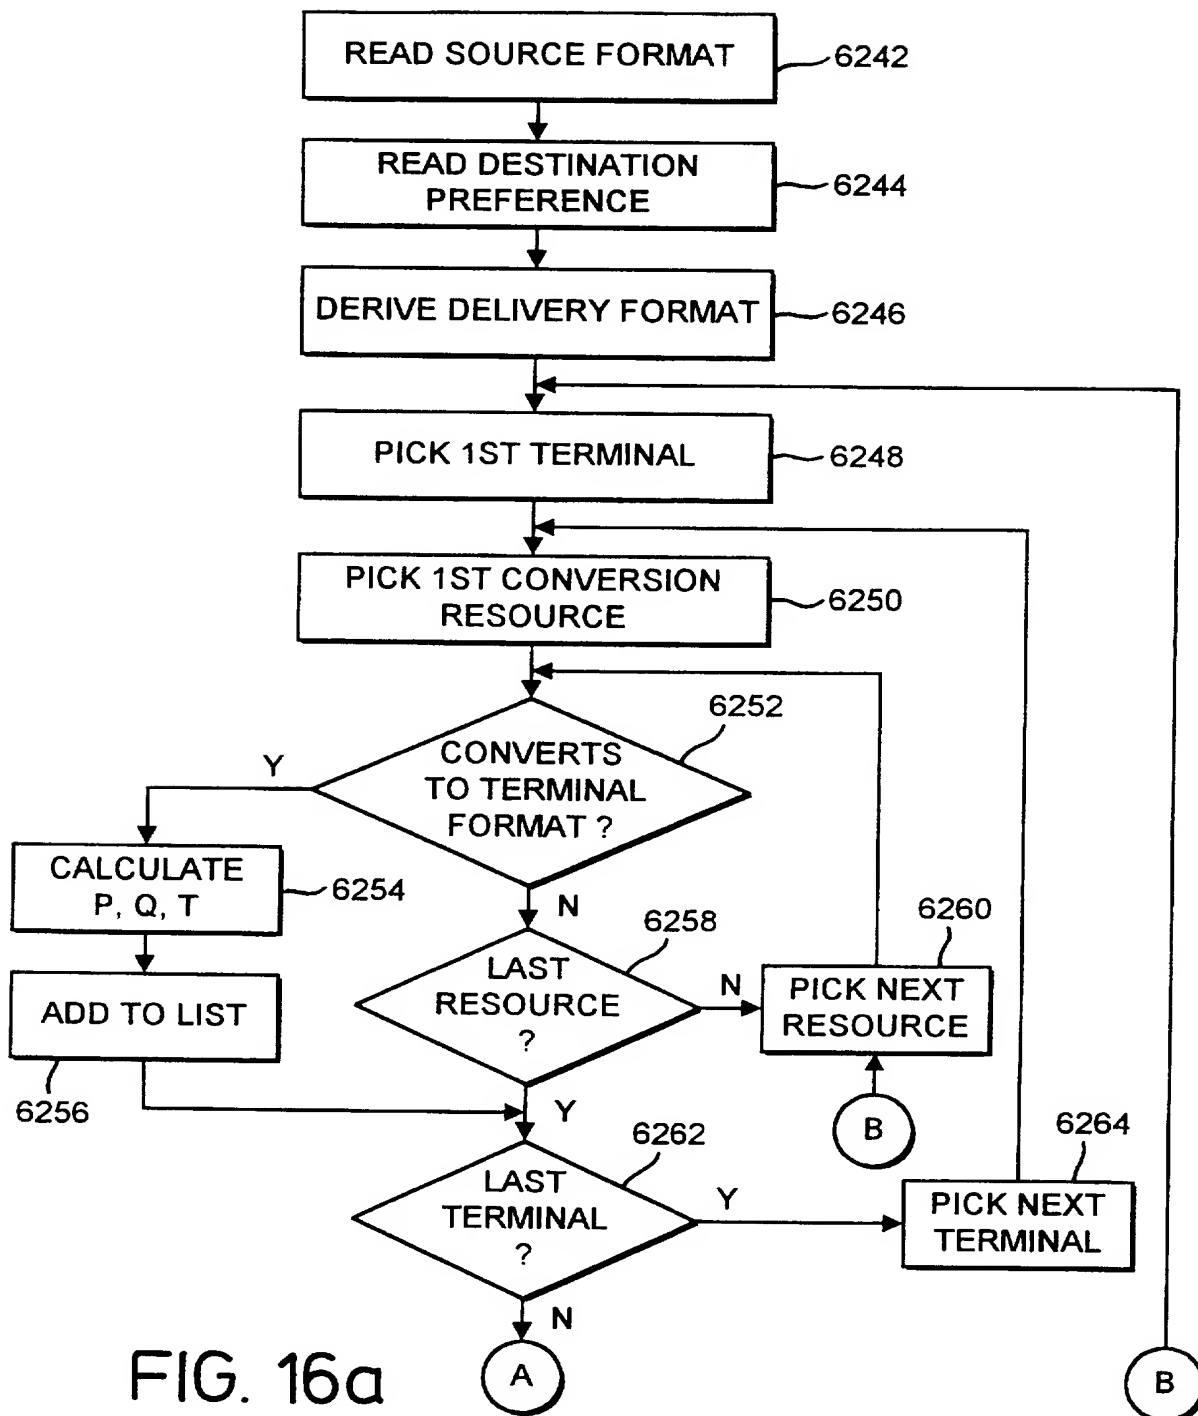 READ SOURCE FORMAT
6242
READ DESTINATION
PREFERENCE
6244
DERIVE DELIVERY FORMAT
6246
PICK 1ST TERMINAL
6248
PICK 1ST CONVERSION
RESOURCE
6250
6252
CONVERTS
TO TERMINAL
FORMAT ?
Y
N
CALCULATE
P, Q, T
6254
ADD TO LIST
6256
6258
LAST
RESOURCE
?
N
Y
6260
PICK NEXT
RESOURCE
B
6262
LAST
TERMINAL
?
Y
N
6264
PICK NEXT
TERMINAL
A
B
FIG. 16a